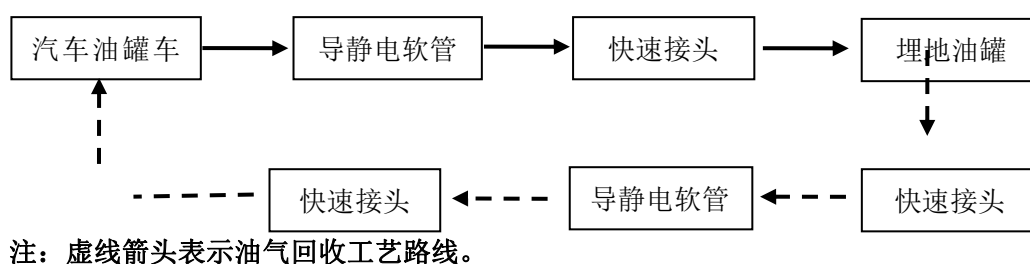 汽车油罐车
导静电软管
快速接头
埋地油罐
快速接头
导静电软管
快速接头
注：虚线箭头表示油气回收工艺路线。